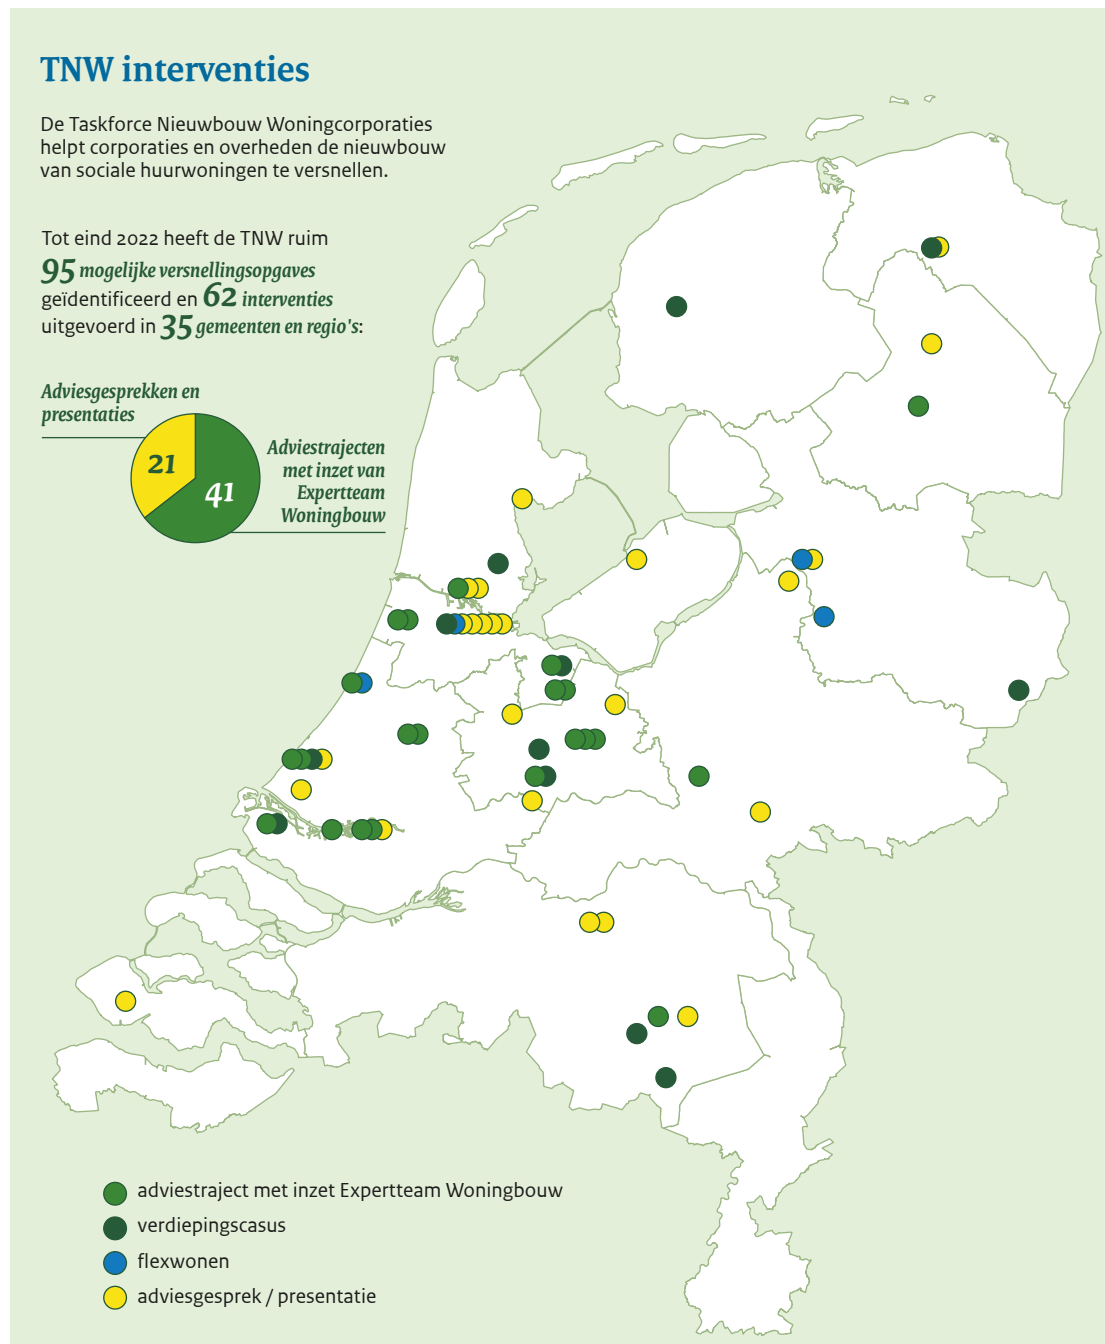 TNW interventies
De Taskforce Nieuwbouw Woningcorporaties
helpt corporaties en overheden de nieuwbouw
van sociale huurwoningen te versnellen.
Tot eind 2022 heeft de TNW ruim
95 mogelijke versnellingsopgaves
geïdentificeerd en 62 interventies
uitgevoerd in 35 gemeenten en regio's:
Adviesgesprekken en
presentaties
21
41
Adviestrajecten
met inzet van
Expertteam
Woningbouw
adviestraject met inzet Expertteam Woningbouw
verdiepingscasus
flexwonen
adviesgesprek / presentatie